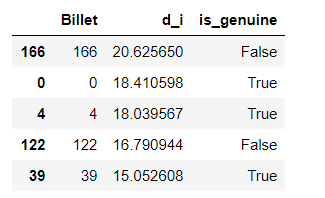 Billet d_i is_genuine
166 166 20.625650 False
0 0 18.410598 True
4 4 18.039567 True
122 122 16.790944 False
39 39 15.052608 True